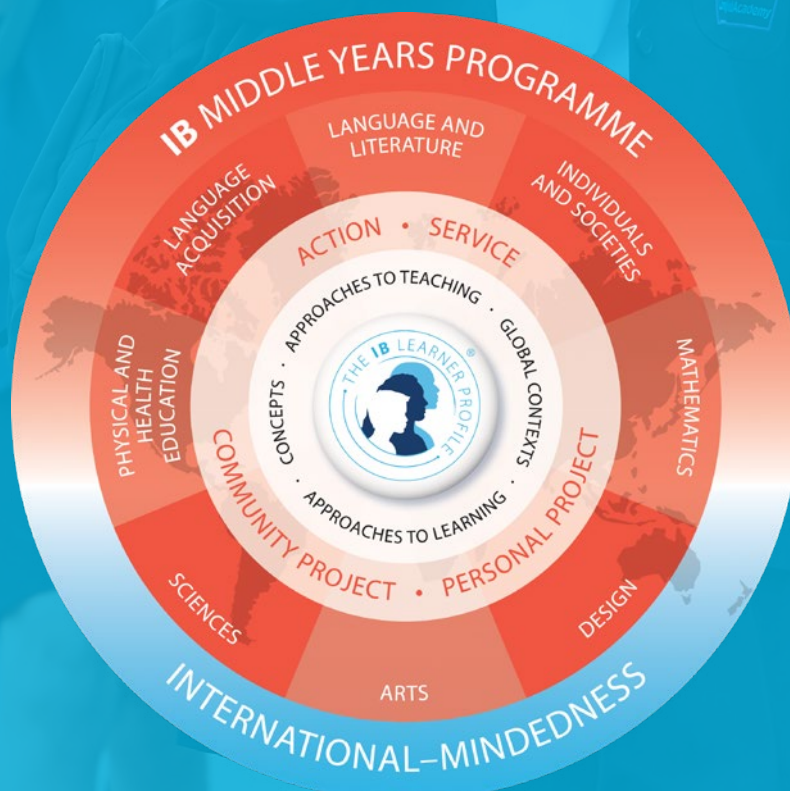 IB MIDDLE YEARS PROGRAMME
LANGUAGE AND
LITERATURE
INDIVIDUALS
AND SOCIETIES
MATHEMATICS
DESIGN
ARTS
SCIENCES
PHYSICAL AND
HEALTH
EDUCATION
LANGUAGE
ACQUISITION
ACTION • SERVICE
PERSONAL PROJECT •
COMMUNITY PROJECT
APPROACHES TO TEACHING •
GLOBAL CONTEXTS •
APPROACHES TO LEARNING •
CONCEPTS •
THE IB LEARNER PROFILE®
INTERNATIONAL–MINDEDNESS